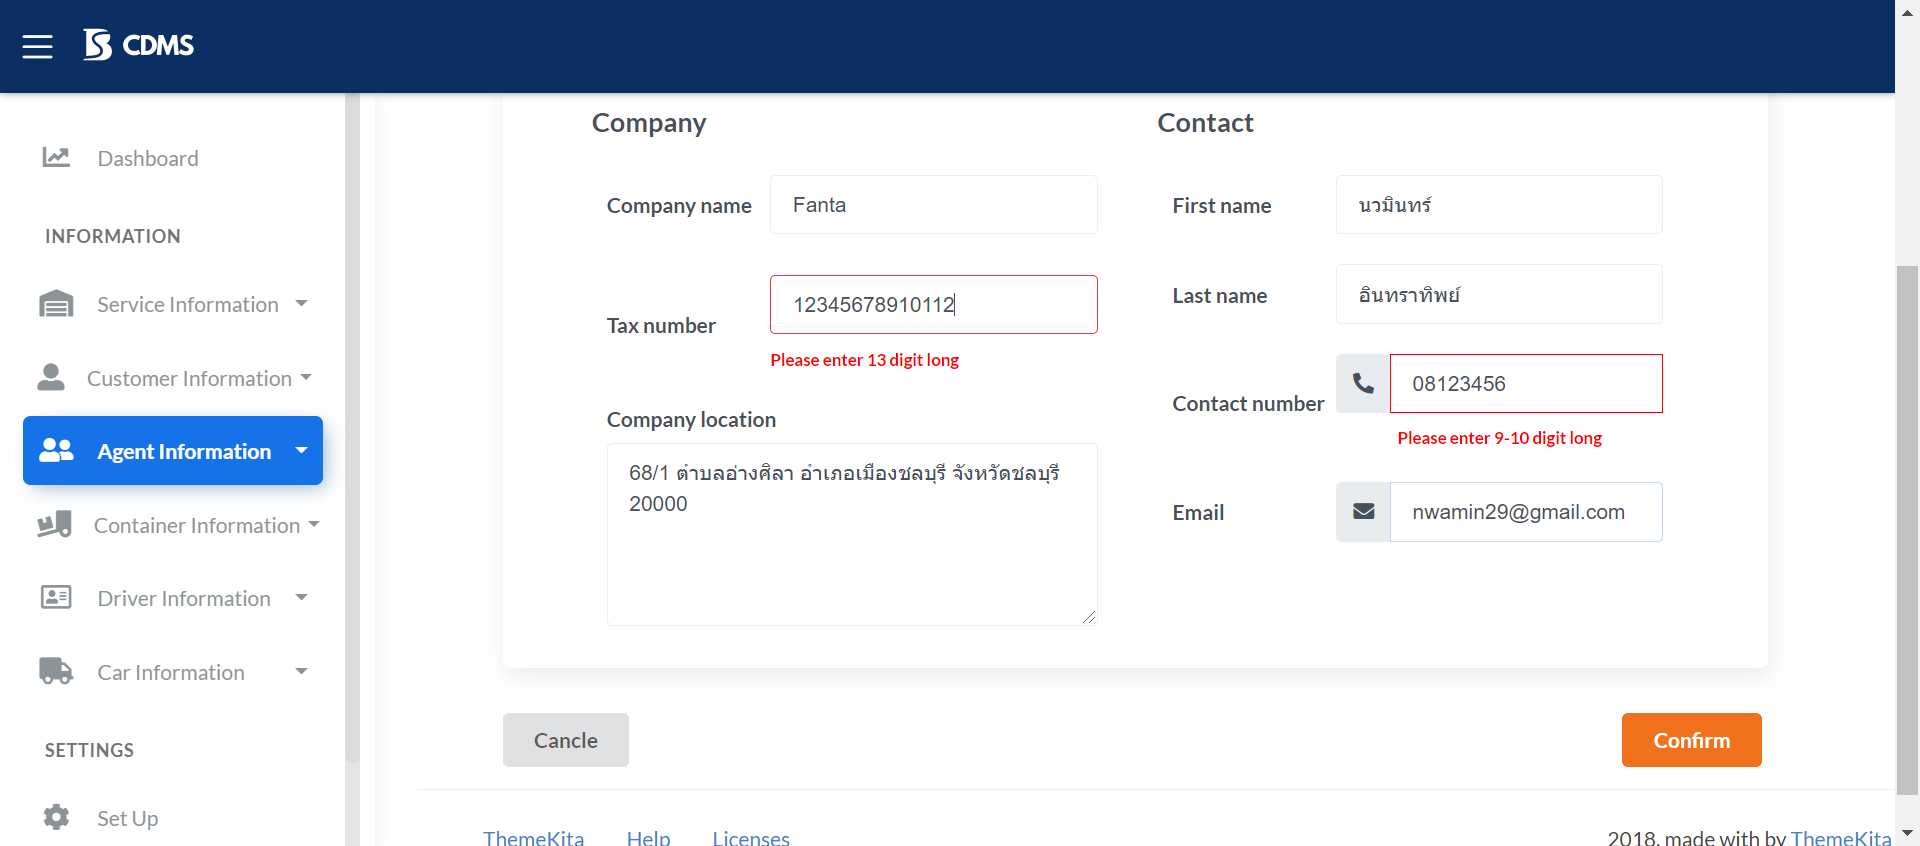 CDMS
Dashboard
INFORMATION
Service Information
Customer Information
Agent Information
Container Information
Driver Information
Car Information
SETTINGS
Set Up
Company
Company name
Fanta
Tax number
12345678910112
Please enter 13 digit long
Company location
68/1 ตำบลอ่างศิลา อำเภอเมืองชลบุรี จังหวัดชลบุรี
20000
Contact
First name
นวมินทร์
Last name
อินทราทิพย์
Contact number
08123456
Please enter 9-10 digit long
Email
nwamin29@gmail.com
Cancle
Confirm
ThemeKita
Help
Licenses
2018, made with by ThemeKita